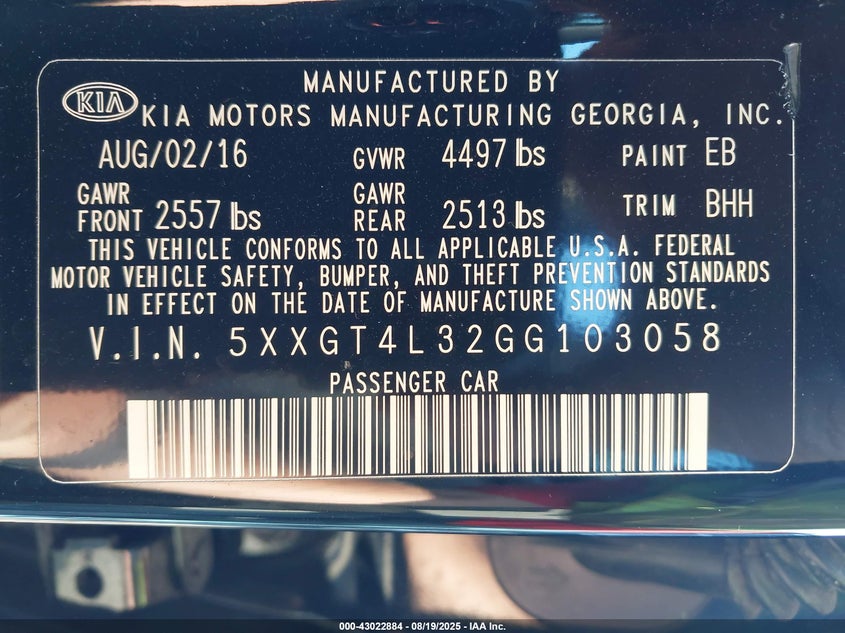 MANUFACTURED BY
KIA KIA MOTORS MANUFACTURING GEORGIA, INC.
AUG/02/16 GVWR 4497 lbs PAINT EB
GAWR FRONT 2557 lbs GAWR REAR 2513 lbs TRIM BHH
THIS VEHICLE CONFORMS TO ALL APPLICABLE U.S.A. FEDERAL
MOTOR VEHICLE SAFETY, BUMPER, AND THEFT PREVENTION STANDARDS
IN EFFECT ON THE DATE OF MANUFACTURE SHOWN ABOVE.
V.I.N. 5XXGT4L32GG103058
PASSENGER CAR
000-43022884 - 08/19/2025 - IAA Inc.